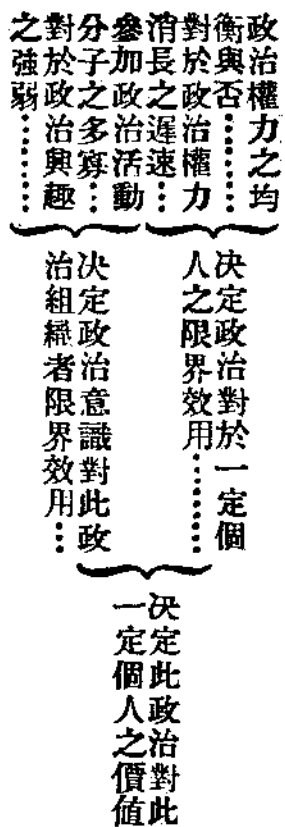 政治權力之均
衡與否………
對於政治權力
消長之遲速…
參加政治活動
分子之多寡…
對於政治興趣
之強弱………
决定政治對於一定個
人之限界效用………
决定政治意識對此政
治組織者限界效用…
决定此政治對此
一定個人之價値